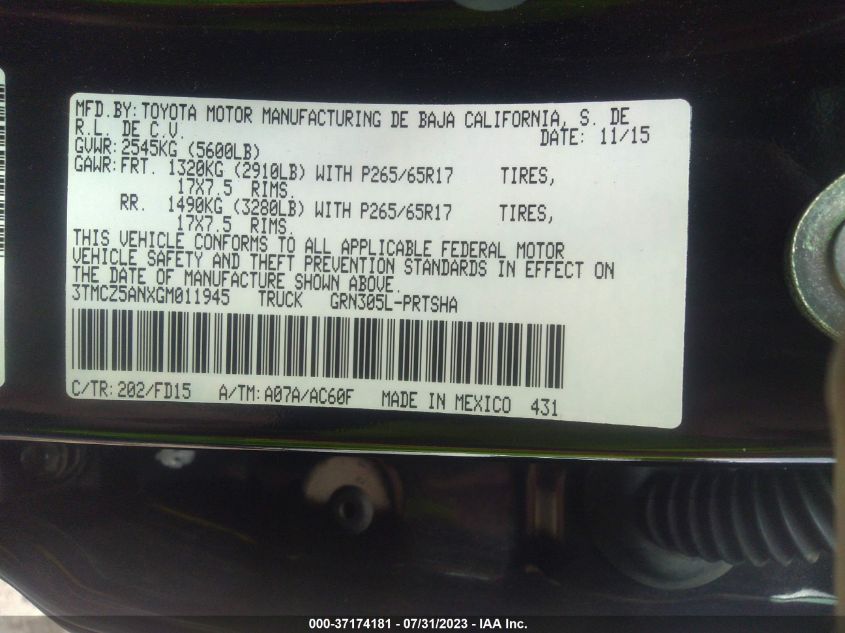 MFD.BY:TOYOTA MOTOR MANUFACTURING DE BAJA CALIFORNIA, S. DE
R.L. DE C.V. DATE: 11/15
GVWR:2545KG (5600LB)
GAWR:FRT. 1320KG (2910LB) WITH P265/65R17 TIRES,
17X7.5 RIMS.
RR. 1490KG (3280LB) WITH P265/65R17 TIRES,
17X7.5 RIMS.
THIS VEHICLE CONFORMS TO ALL APPLICABLE FEDERAL MOTOR
VEHICLE SAFETY AND THEFT PREVENTION STANDARDS IN EFFECT ON
THE DATE OF MANUFACTURE SHOWN ABOVE.
3TMCZ5ANXGM011945 TRUCK GRN305L-PRTSHA
C/TR:202/FD15 A/TM:A07A/AC60F MADE IN MEXICO 431
000-37174181 - 07/31/2023 - IAA Inc.